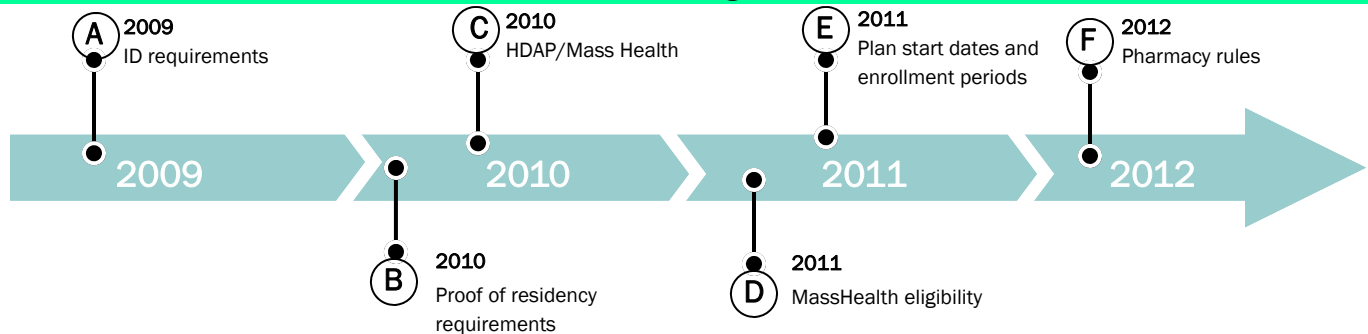 A
2009
ID requirements
C
2010
HDAP/Mass Health
E
2011
Plan start dates and
enrollment periods
F
2012
Pharmacy rules
2009
2010
2011
2012
B
2010
Proof of residency
requirements
D
2011
MassHealth eligibility